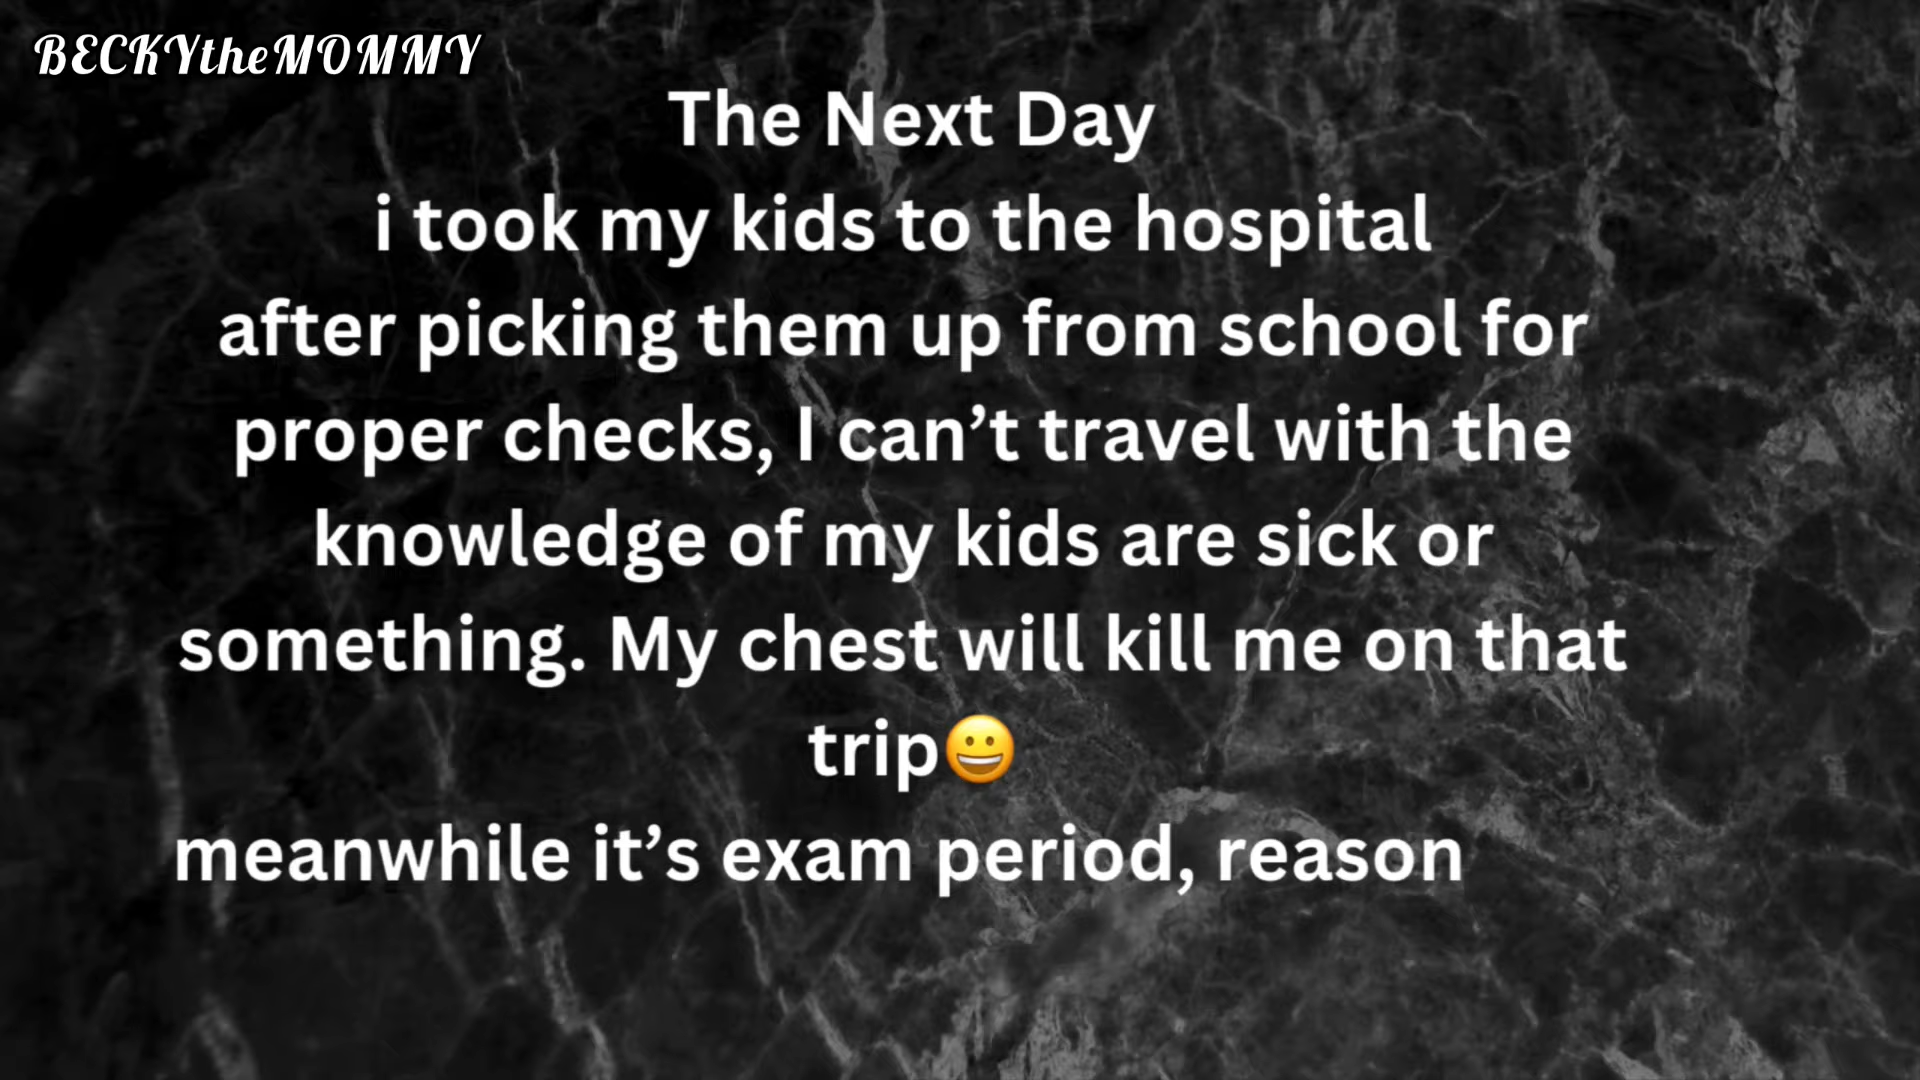 BECKYtheMOMMY
The Next Day
i took my kids to the hospital
after picking them up from school for
proper checks, I can’t travel with the
knowledge of my kids are sick or
something. My chest will kill me on that
trip😀
meanwhile it’s exam period, reason